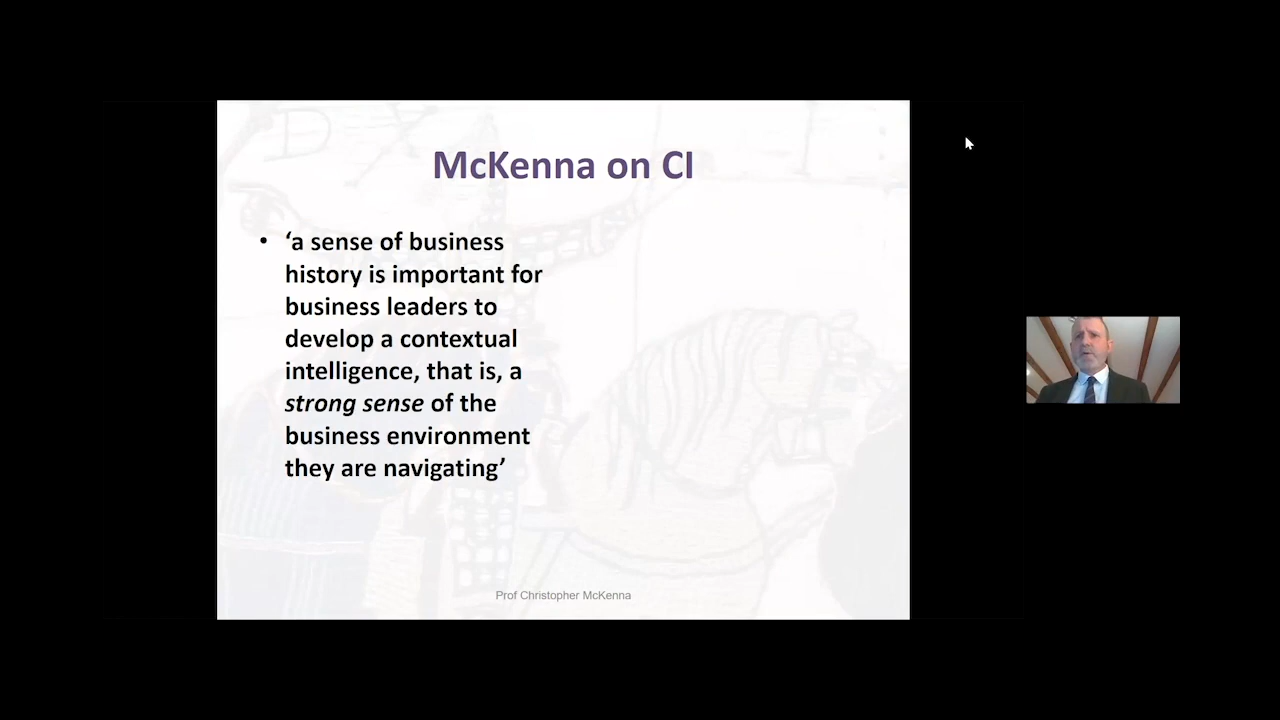 McKenna on CI
• ‘a sense of business
history is important for
business leaders to
develop a contextual
intelligence, that is, a
strong sense of the
business environment
they are navigating’
Prof Christopher McKenna